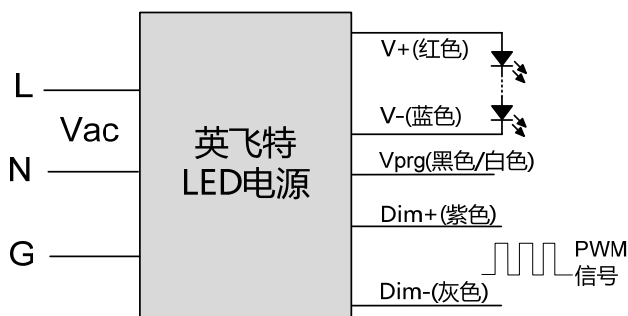 L
Vac
N
G
英飞特
LED电源
V+(红色)
V-(蓝色)
Vprg(黑色/白色)
Dim+(紫色)
Dim-(灰色)
PWM
信号